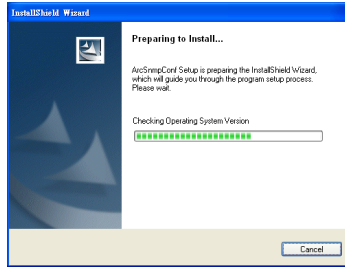 InstallShield Wizard
Preparing to Install...
ArcSnmpConf Setup is preparing the InstallShield Wizard,
which will guide you through the program setup process.
Please wait.
Checking Operating System Version
Cancel